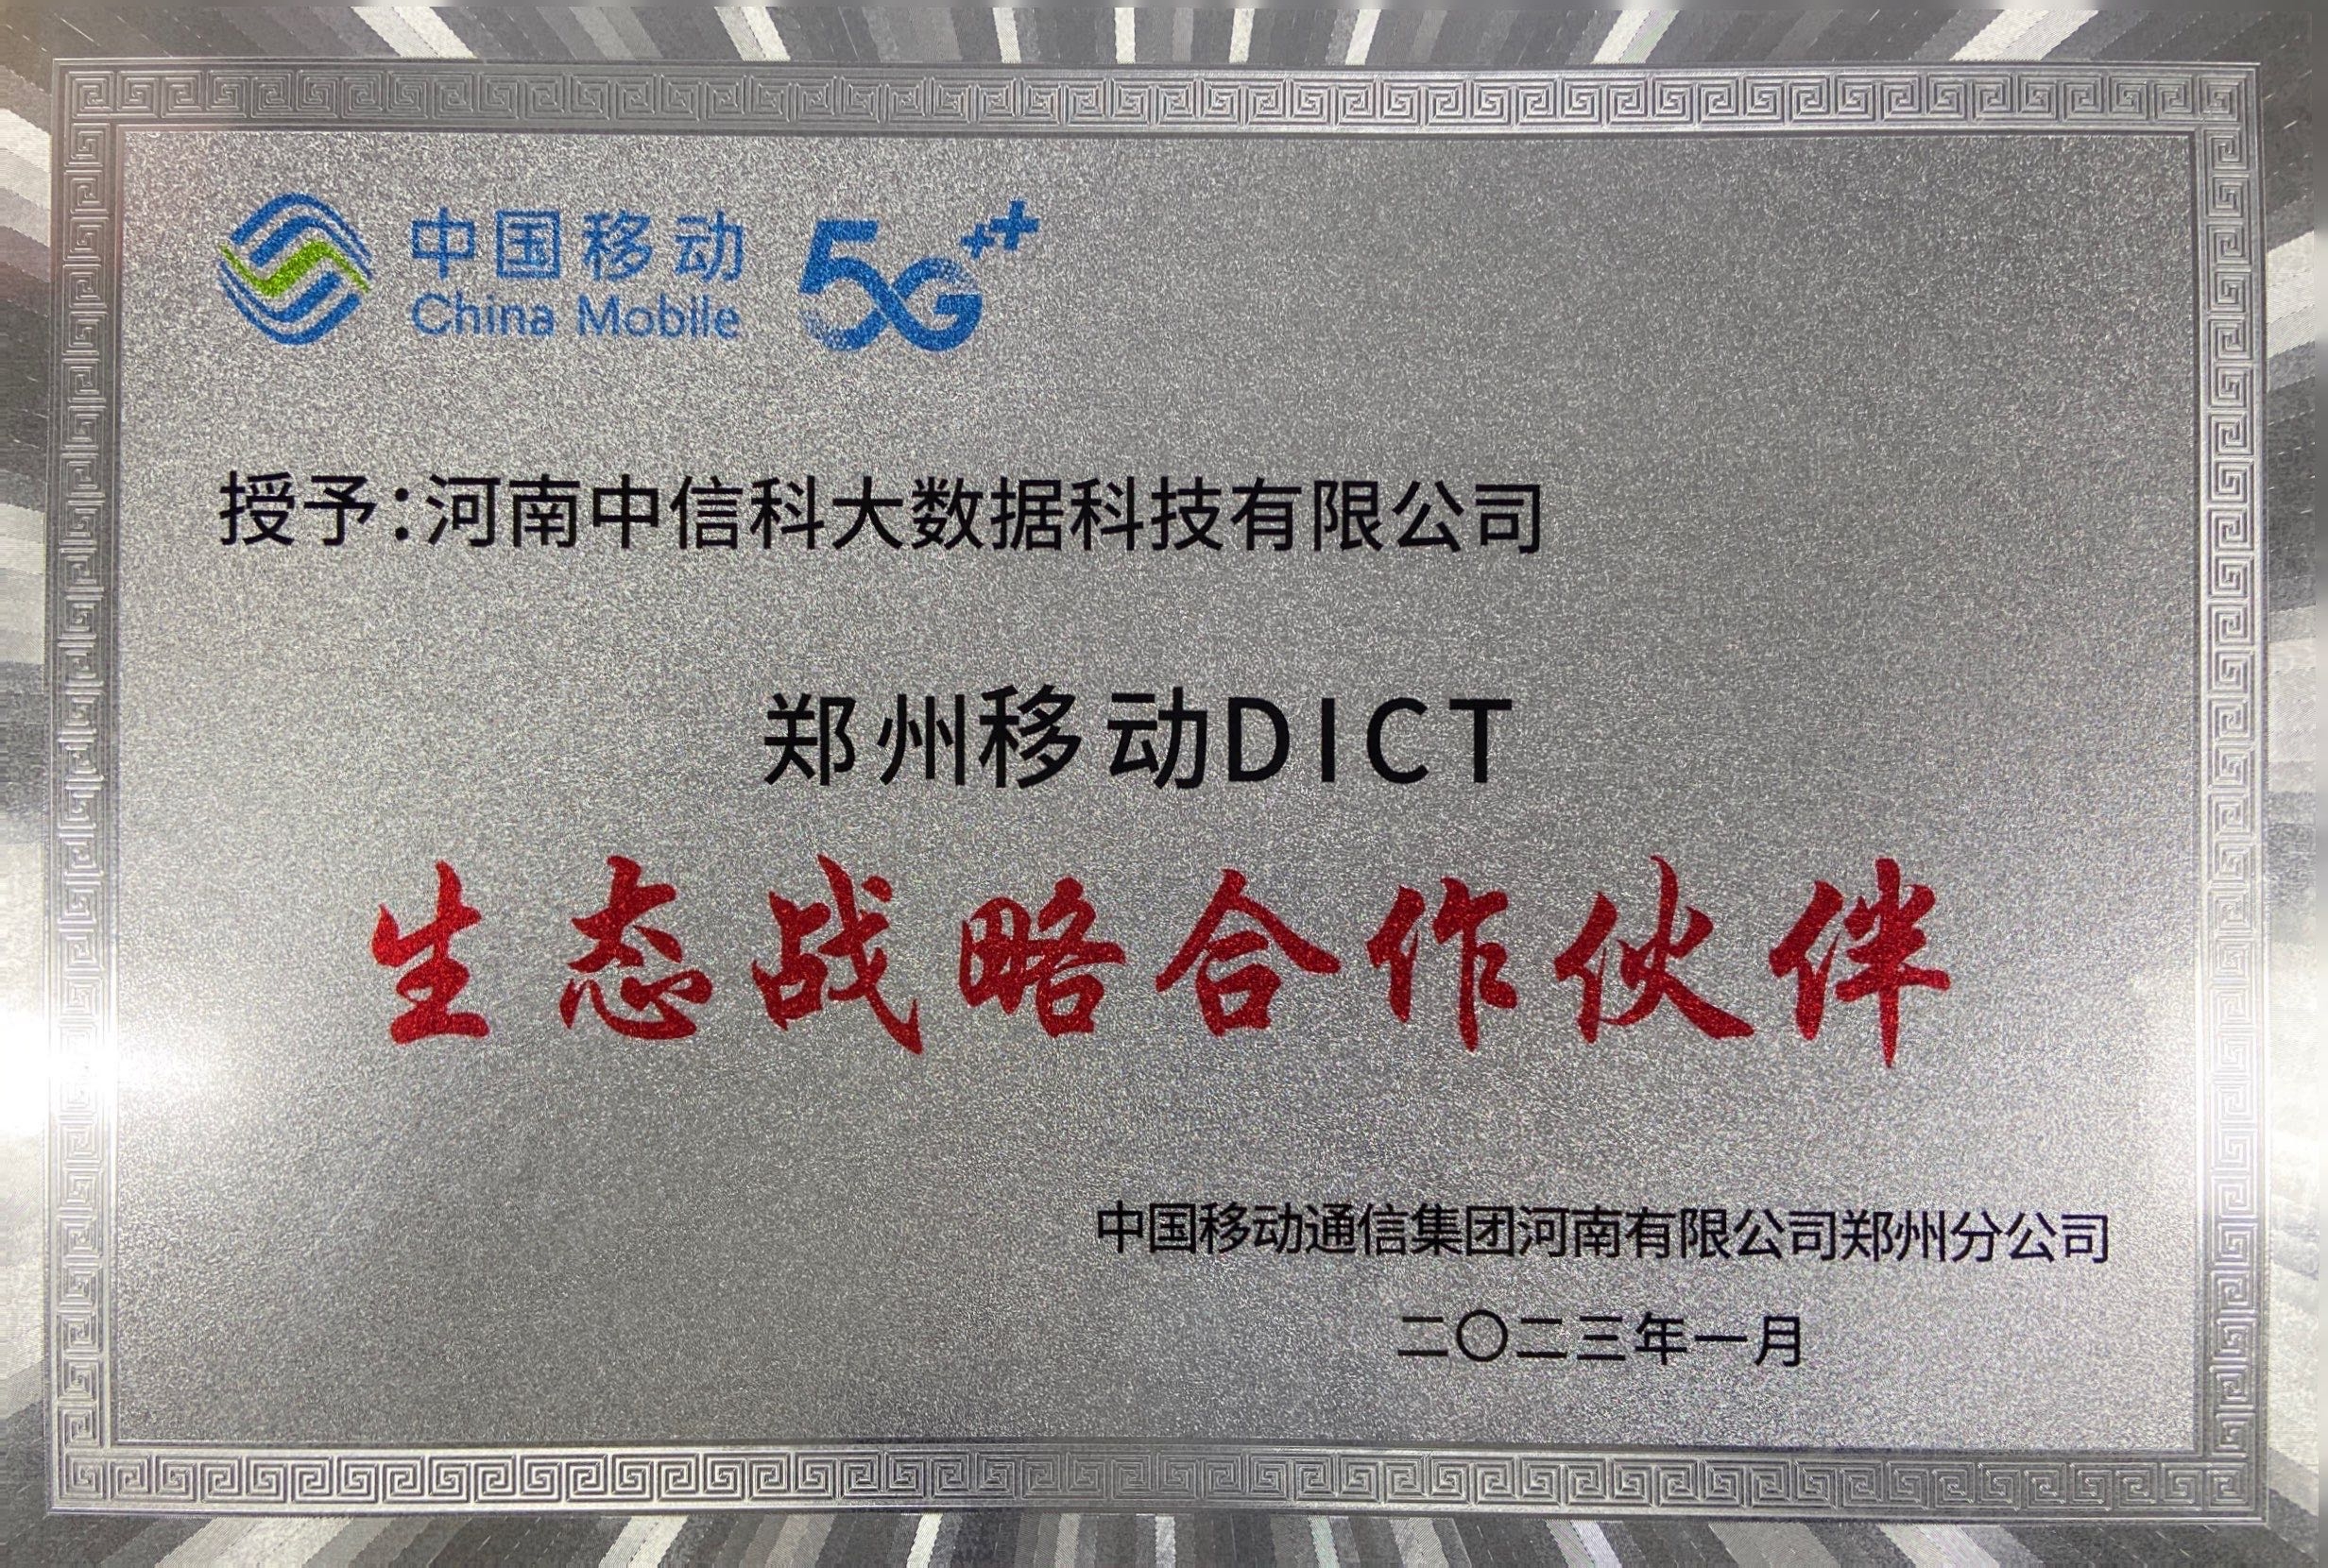 中国移动 5G++
China Mobile
授予:河南中信科大数据科技有限公司
郑州移动DICT
生态战略合作伙伴
中国移动通信集团河南有限公司郑州分公司
二〇二三年一月